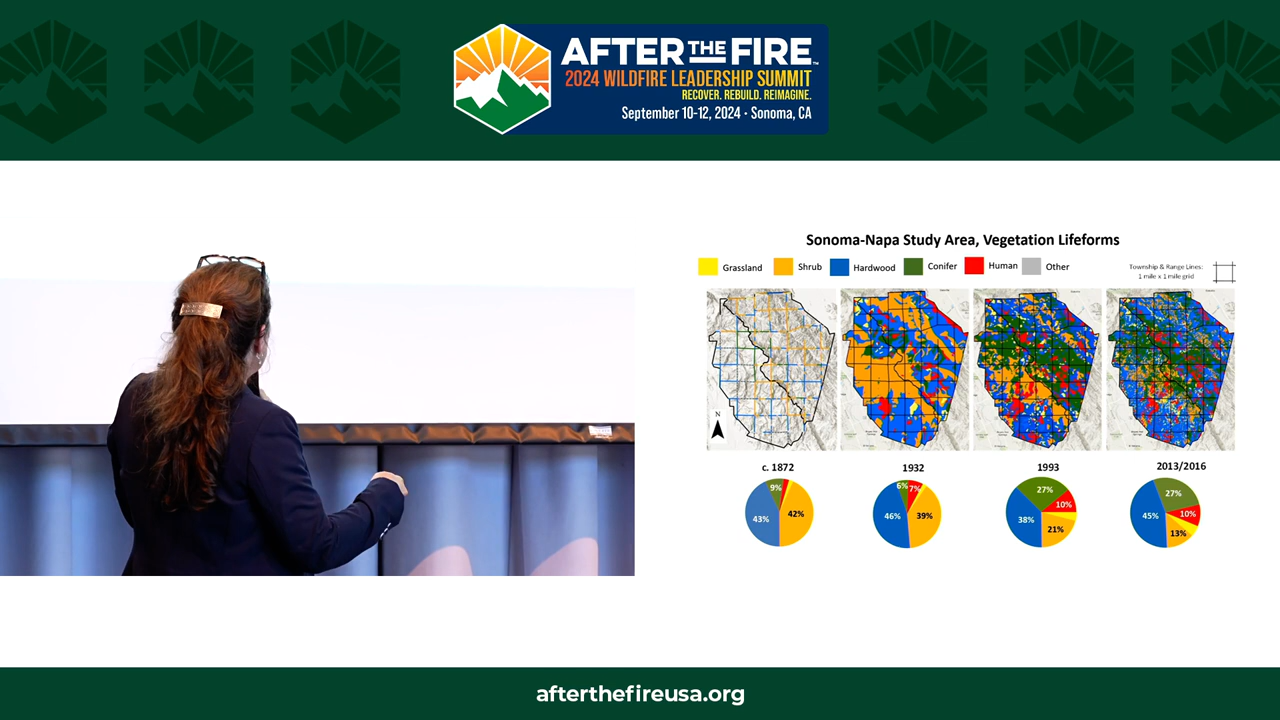 AFTER THE FIRE™
2024 WILDFIRE LEADERSHIP SUMMIT
RECOVER. REBUILD. REIMAGINE.
September 10-12, 2024 • Sonoma, CA
Sonoma-Napa Study Area, Vegetation Lifeforms
Grassland Shrub Hardwood Conifer Human Other
Township & Range Lines:
1 mile x 1 mile grid
N
c. 1872 1932 1993 2013/2016
9% 43% 42%
6% 7% 46% 39%
27% 10% 38% 21%
27% 10% 45% 13%
afterthefireusa.org